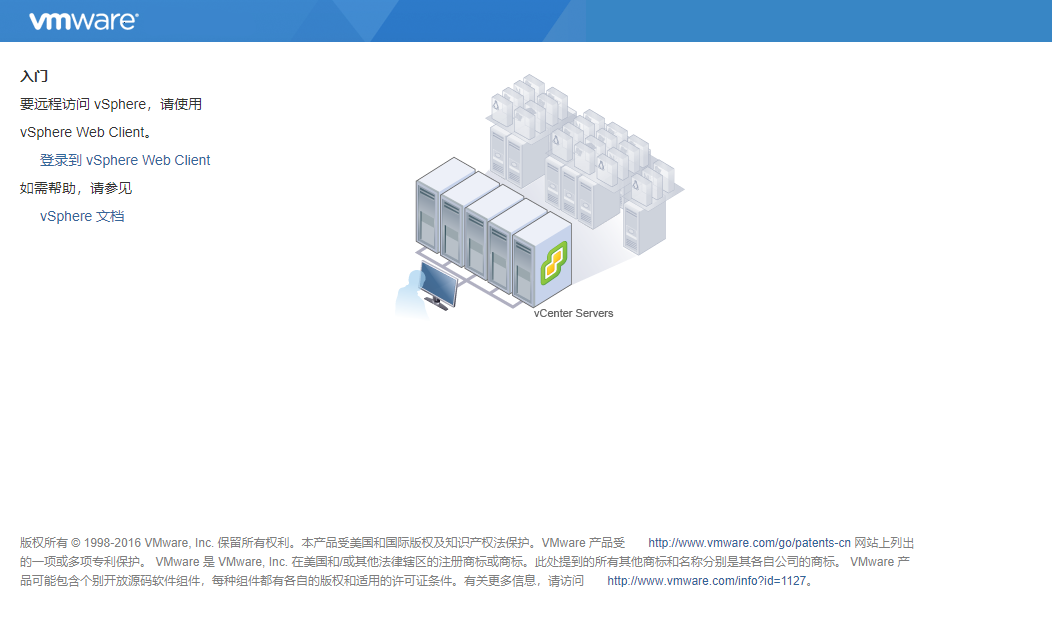 vmware®
入门
要远程访问 vSphere，请使用
vSphere Web Client。
登录到 vSphere Web Client
如需帮助，请参见
vSphere 文档
vCenter Servers
版权所有 © 1998-2016 VMware, Inc. 保留所有权利。本产品受美国和国际版权及知识产权法保护。VMware 产品受 http://www.vmware.com/go/patents-cn 网站上列出
的一项或多项专利保护。 VMware 是 VMware, Inc. 在美国和/或其他法律辖区的注册商标或商标。此处提到的所有其他商标和名称分别是其各自公司的商标。 VMware 产
品可能包含个别开放源码软件组件，每种组件都有各自的版权和适用的许可证条件。有关更多信息，请访问 http://www.vmware.com/info?id=1127。